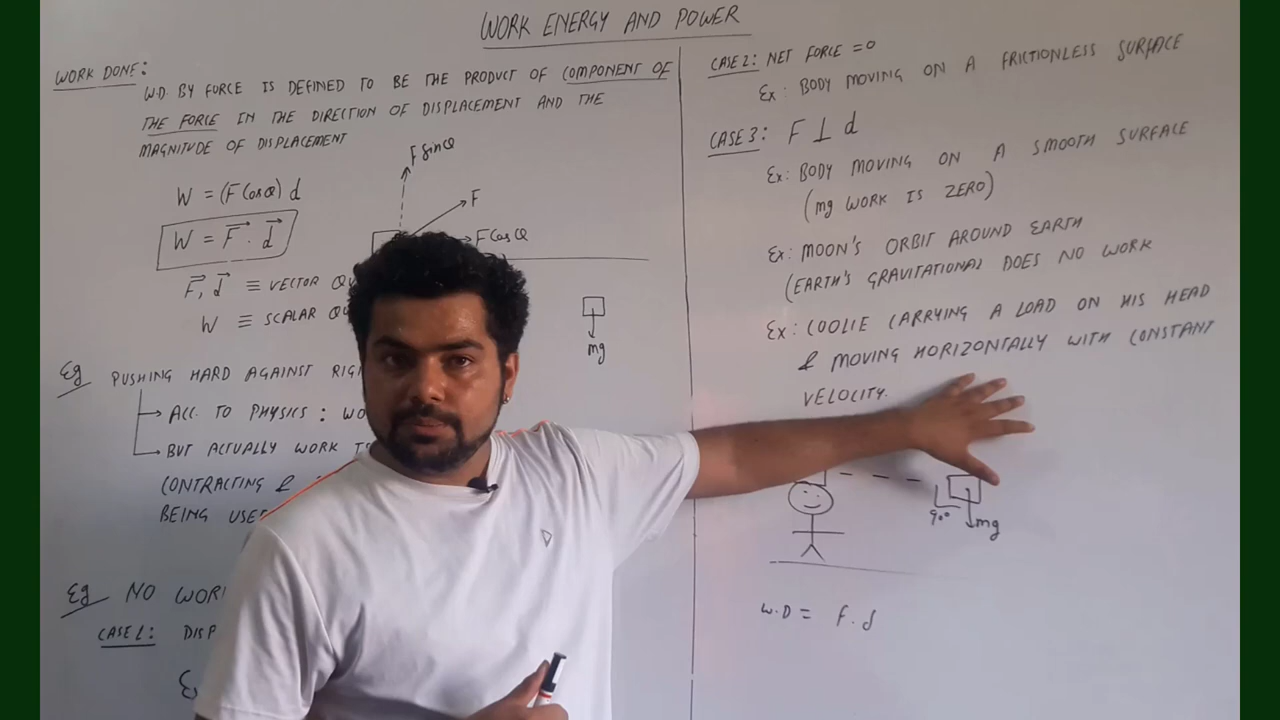 WORK ENERGY AND POWER
WORK DONE:
W.D. BY FORCE IS DEFINED TO BE THE PRODUCT OF COMPONENT OF
THE FORCE IN THE DIRECTION OF DISPLACEMENT AND THE
MAGNITUDE OF DISPLACEMENT
F sinθ
W = (F Cosθ) d
F
F Cosθ
W = F⃗ . d⃗
F⃗, d⃗ ≡ VECTOR
W ≡ SCALAR
mg
Eg PUSHING HARD AGAINST
ACC. TO PHYSICS :
BUT ACTUALLY WORK
CONTRACTING &
BEING
Eg NO
CASE 1:
CASE 2: NET FORCE = 0
Ex: BODY MOVING ON A FRICTIONLESS SURFACE
CASE 3: F ⊥ d
Ex: BODY MOVING ON A SMOOTH SURFACE
(mg WORK IS ZERO)
Ex: MOON'S ORBIT AROUND EARTH
(EARTH'S GRAVITATIONAL DOES NO WORK
Ex: COOLIE CARRYING A LOAD ON HIS HEAD
& MOVING HORIZONTALLY WITH CONSTANT
VELOCITY.
90°
mg
W.D = F. d